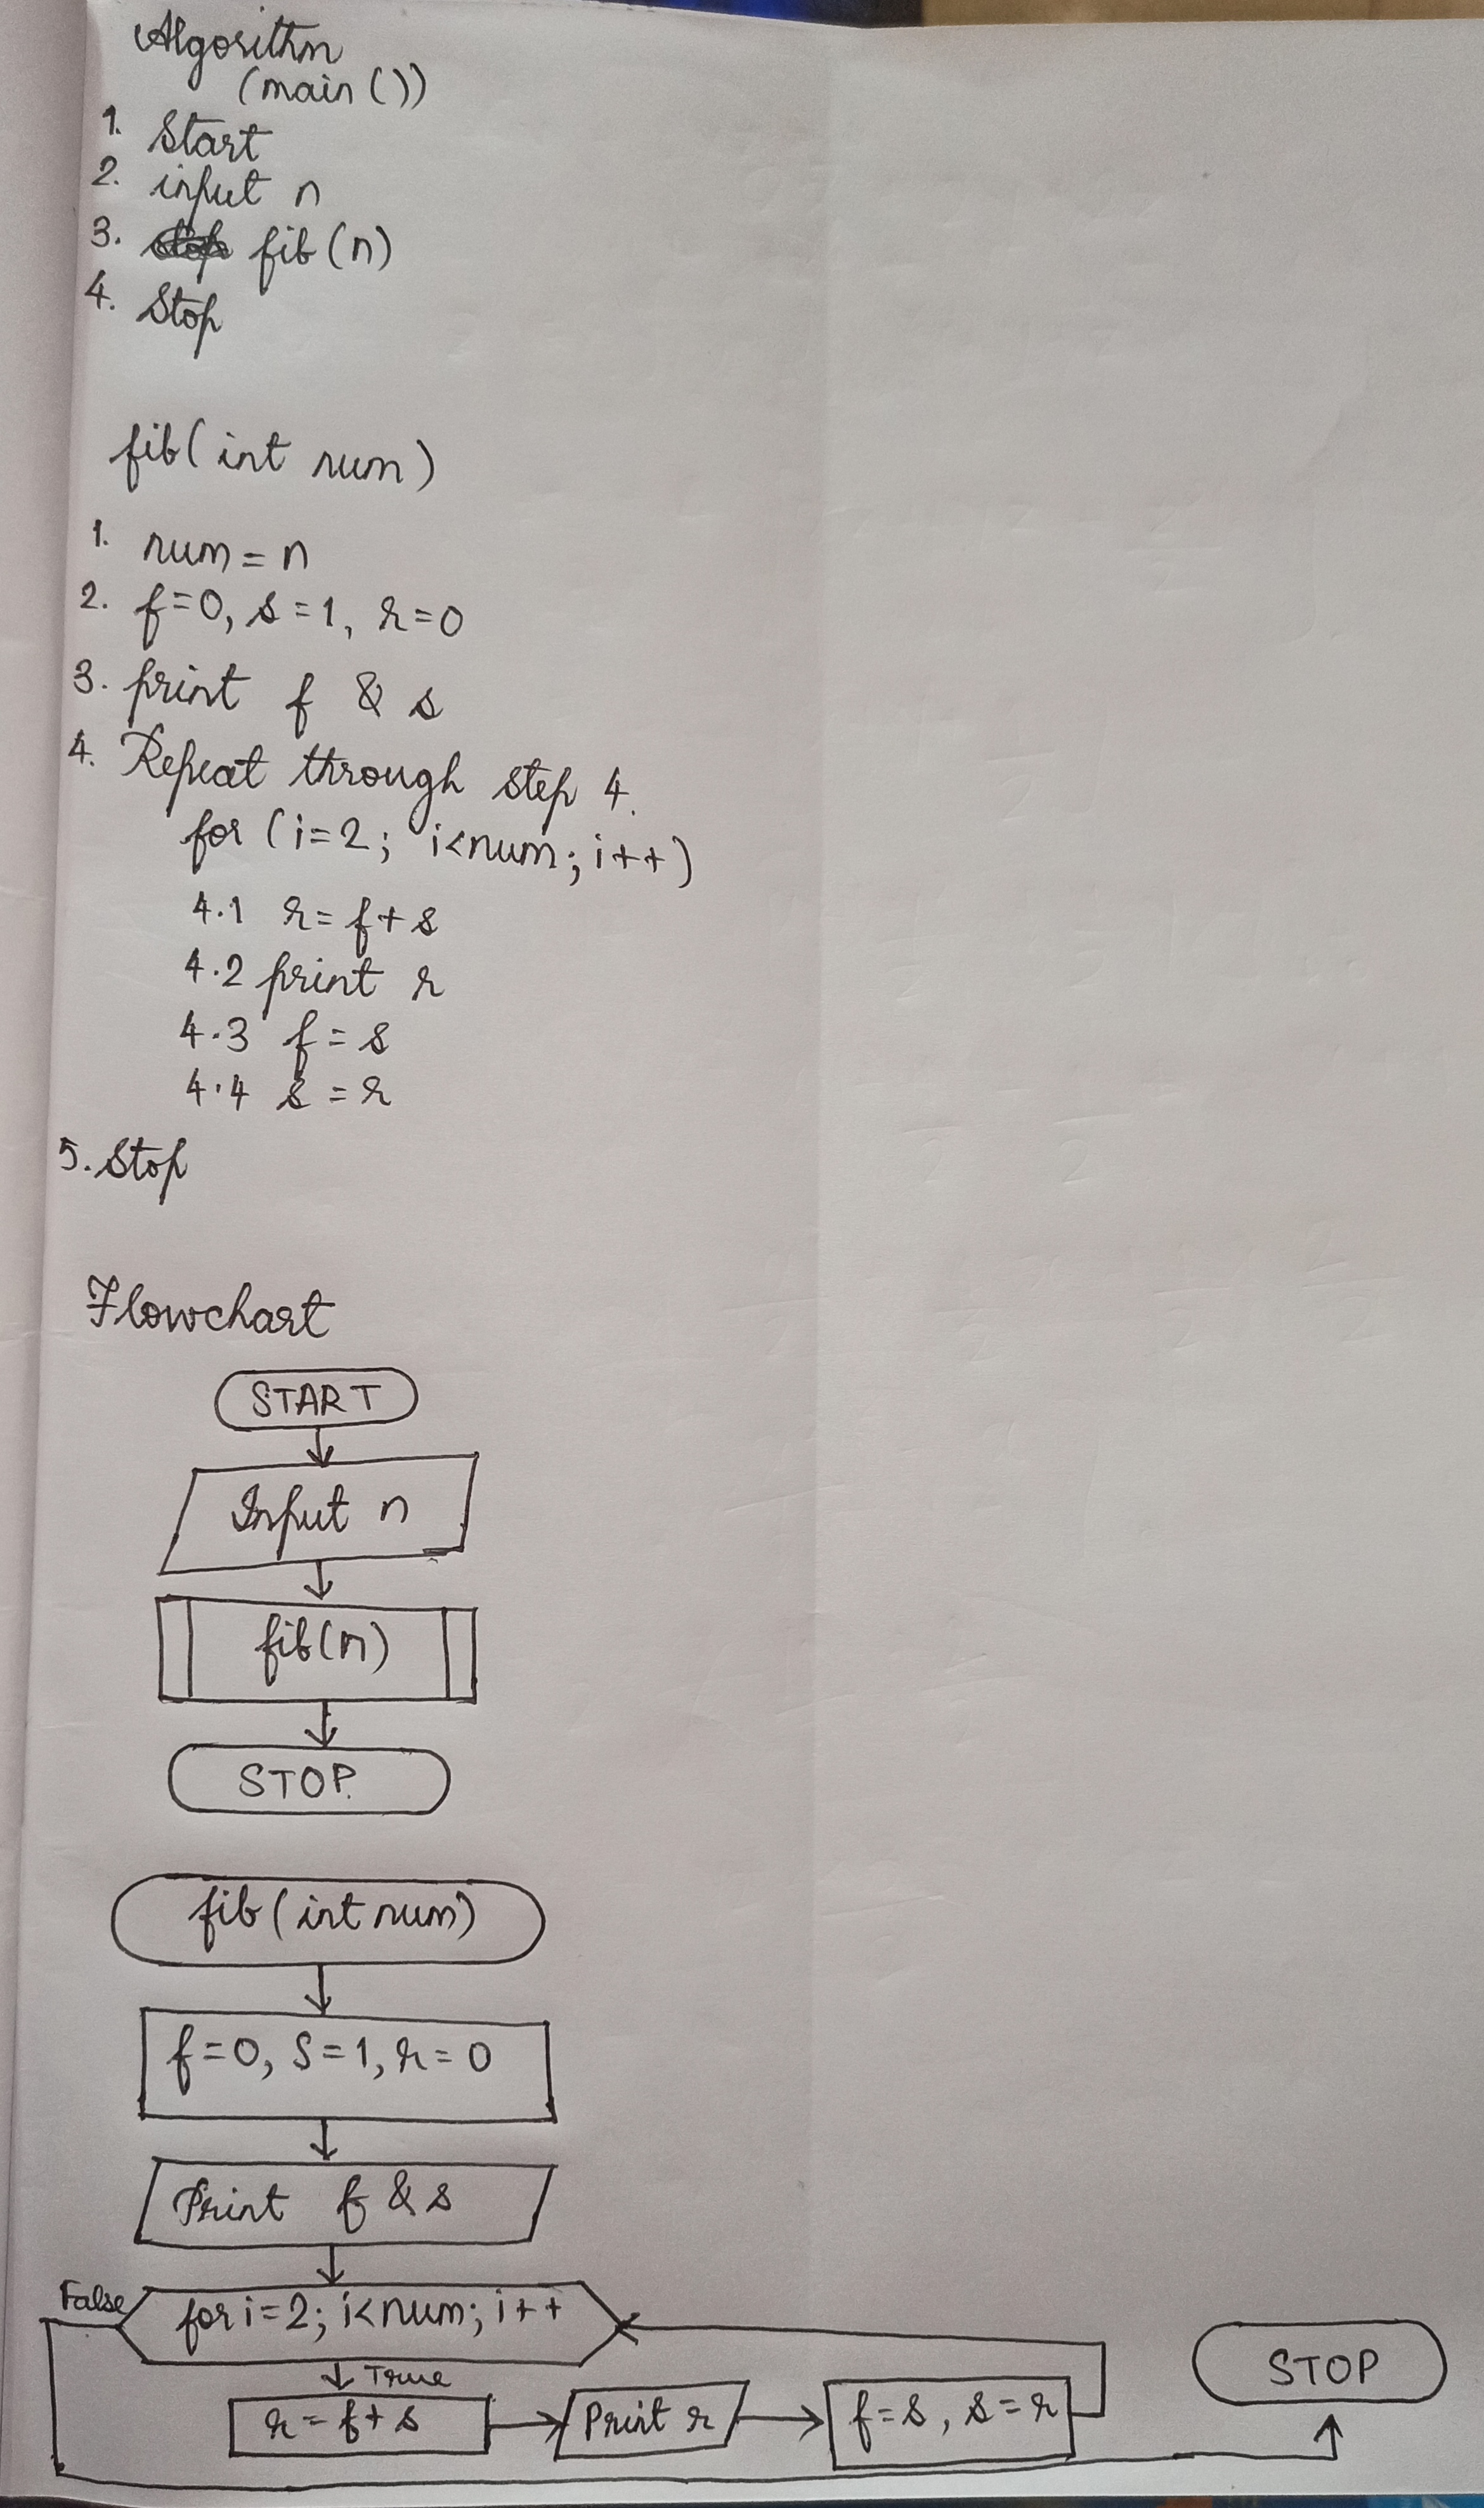 Algorithm
(main())
1. Start
2. input n
3. stop fib(n)
4. Stop
fib(int num)
1. num = n
2. f=0, s=1, r=0
3. print f & s
4. Repeat through step 4.
for (i=2; i<num; i++)
4.1 r=f+s
4.2 print r
4.3 f=s
4.4 s=r
5. Stop
Flowchart
START
Input n
fib(n)
STOP
fib(int num)
f=0, S=1, r=0
Print f & s
False
for i=2; i<num; i++
True
r=f+s
Print r
f=s, s=r
STOP